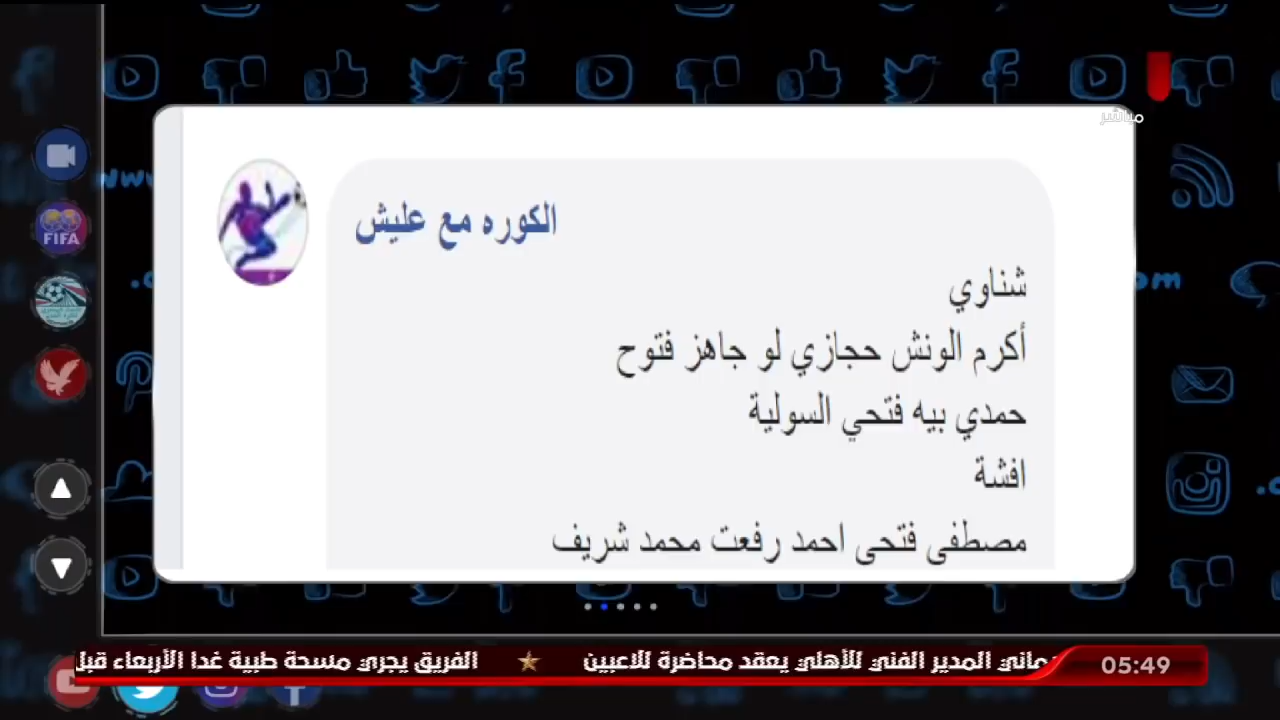 مباشر
الكوره مع عليش
شناوي
أكرم الونش حجازي لو جاهز فتوح
حمدي بيه فتحي السولية
افشة
مصطفى فتحى احمد رفعت محمد شريف
FIFA
المدير الفني للأهلي يعقد محاضرة للاعبين
الفريق يجري مسحة طبية غدا الأربعاء قبل
05:49